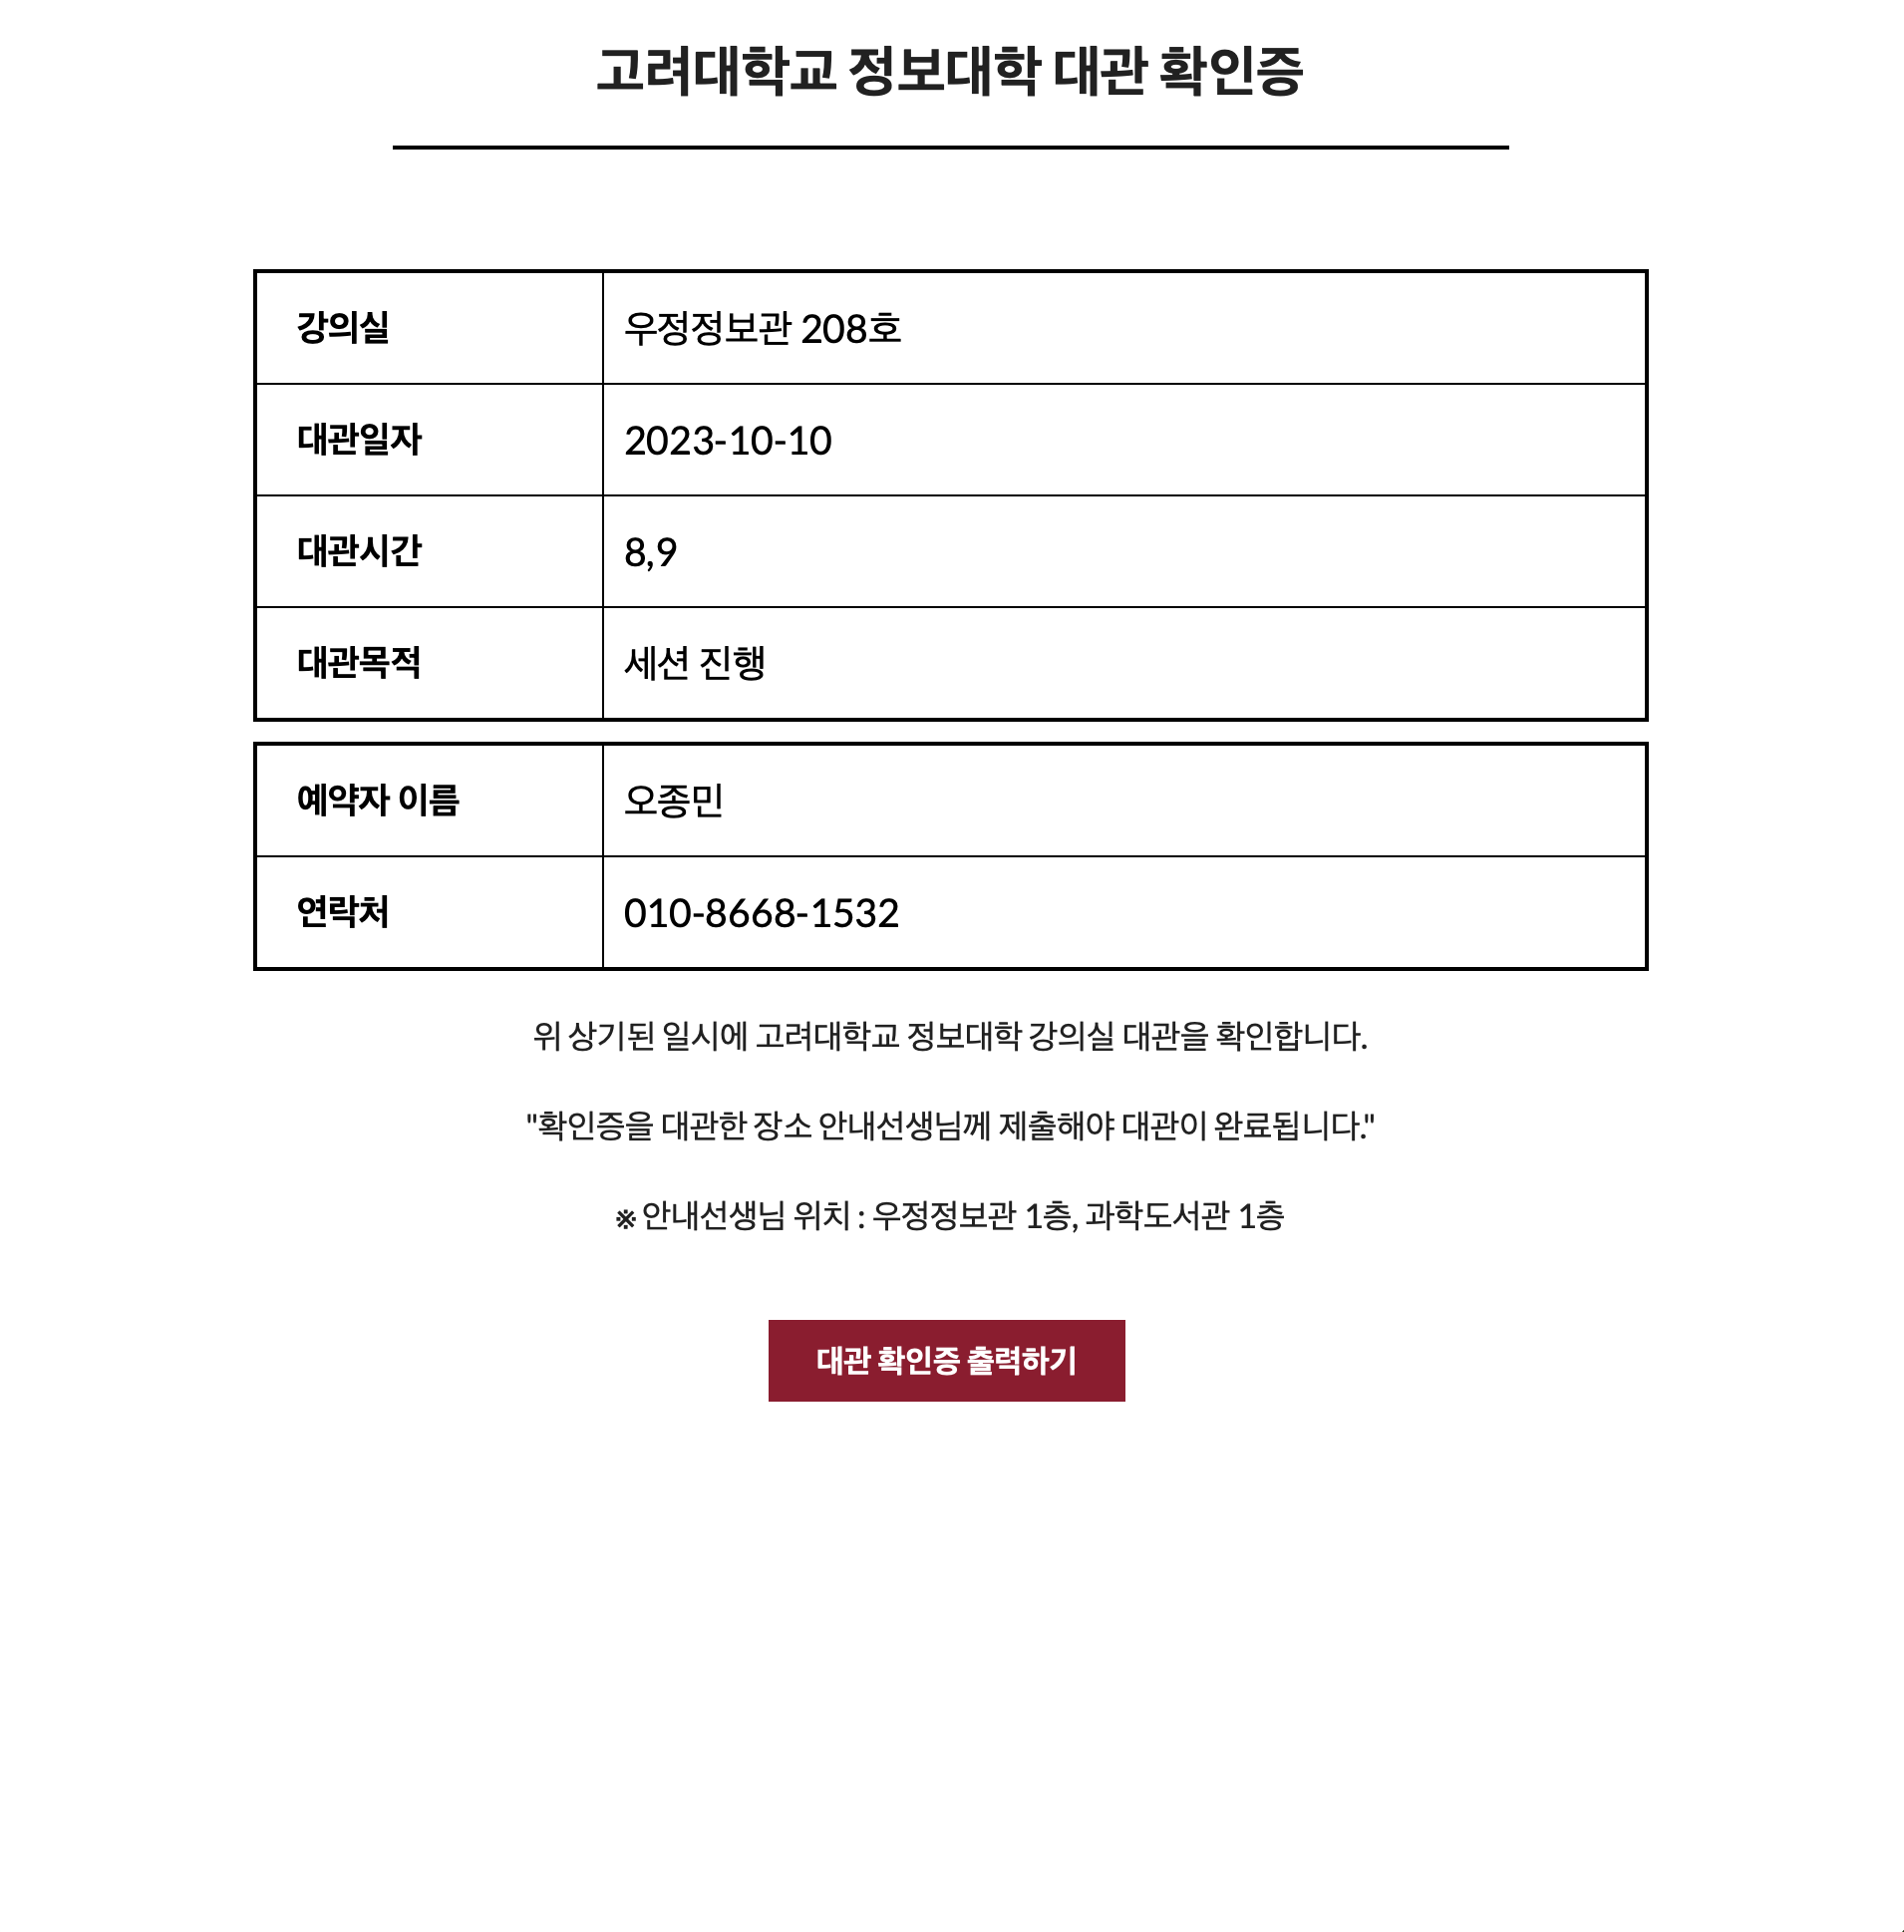 고려대학교 정보대학 대관 확인증
강의실 우정정보관 208호
대관일자 2023-10-10
대관시간 8,9
대관목적 세션 진행
예약자 이름 오종민
연락처 010-8668-1532
위 상기된 일시에 고려대학교 정보대학 강의실 대관을 확인합니다.
"확인증을 대관한 장소 안내선생님께 제출해야 대관이 완료됩니다."
※ 안내선생님 위치 : 우정정보관 1층, 과학도서관 1층
대관 확인증 출력하기